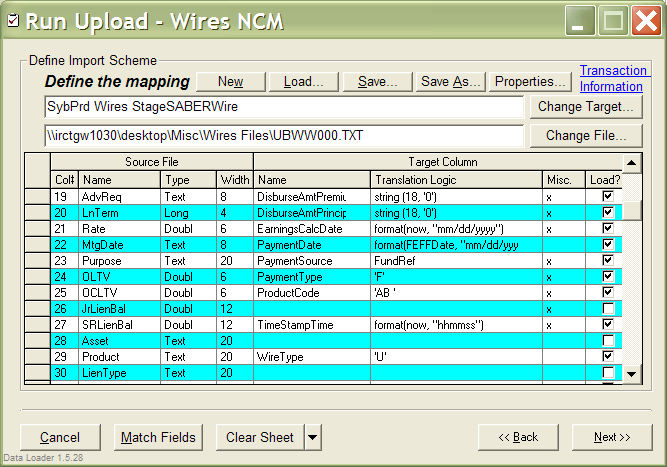 Run Upload - Wires NCM
Define Import Scheme
Define the mapping New Load... Save... Save As... Properties... Transaction Information
SybPrd Wires StageSABERWire Change Target...
\\irctgw1030\desktop\Misc\Wires Files\UBWW000.TXT Change File...
Source File Target Column
Col# Name Type Width Name Translation Logic Misc. Load?
19 AdvReq Text 8 DisburseAmtPremiu string (18, '0') x
20 LnTerm Long 4 DisburseAmtPrincip string (18, '0') x
21 Rate Doubl 6 EarningsCalcDate format(now, "mm/dd/yyyy") x
22 MtgDate Text 8 PaymentDate format(FEFFDate, "mm/dd/yyy x
23 Purpose Text 20 PaymentSource FundRef x
24 OLTV Doubl 6 PaymentType 'F' x
25 OCLTV Doubl 6 ProductCode 'AB ' x
26 JrLienBal Doubl 12
27 SRLienBal Doubl 12 TimeStampTime format(now, "hhmmss") x
28 Asset Text 20
29 Product Text 20 WireType 'U' x
30 LienType Text 20
Cancel Match Fields Clear Sheet << Back Next >>
Data Loader 1.5.28